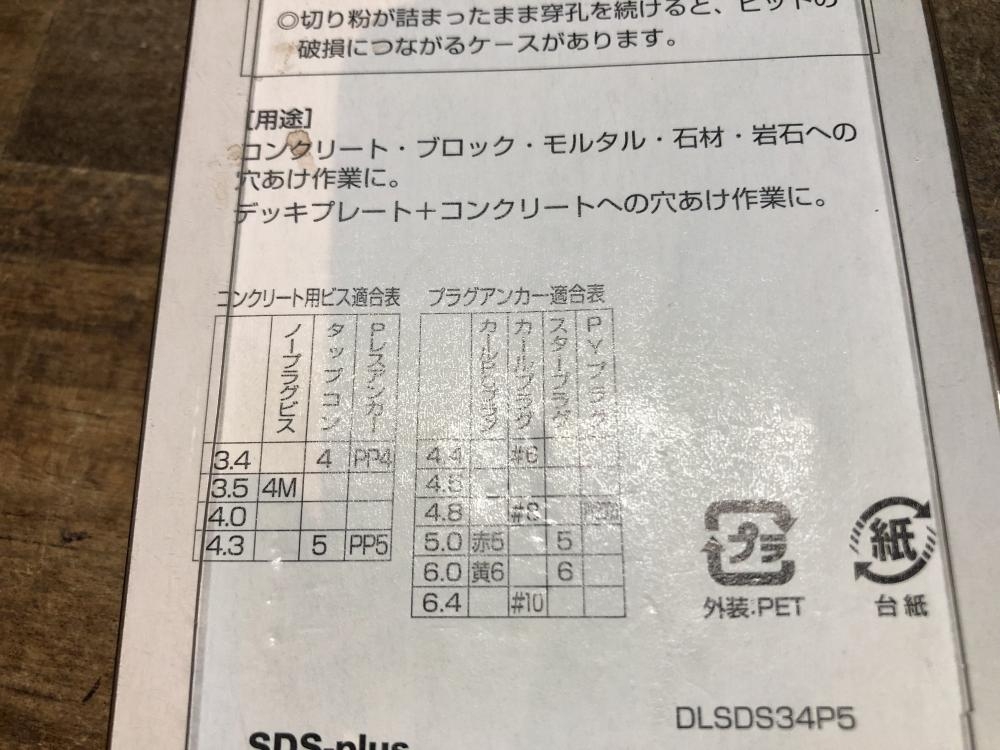 ◎切り粉が詰まったまま穿孔を続けると、ビットの
破損につながるケースがあります。
[用途]
コンクリート・ブロック・モルタル・石材・岩石への
穴あけ作業に。
デッキプレート＋コンクリートへの穴あけ作業に。
コンクリート用ビス適合表
ノープラグビス タップコン Pレスアンカー
3.4 4 PP4
3.5 4M
4.0
4.3 5 PP5
プラグアンカー適合表
カールプラグ スタープラグ PYプラグ
4.4 #6
4.5
4.8 #8
5.0 赤5 5
6.0 黄6 6
6.4 #10
プラ
外装:PET
紙
台紙
DLSDS34P5
SDS-plus